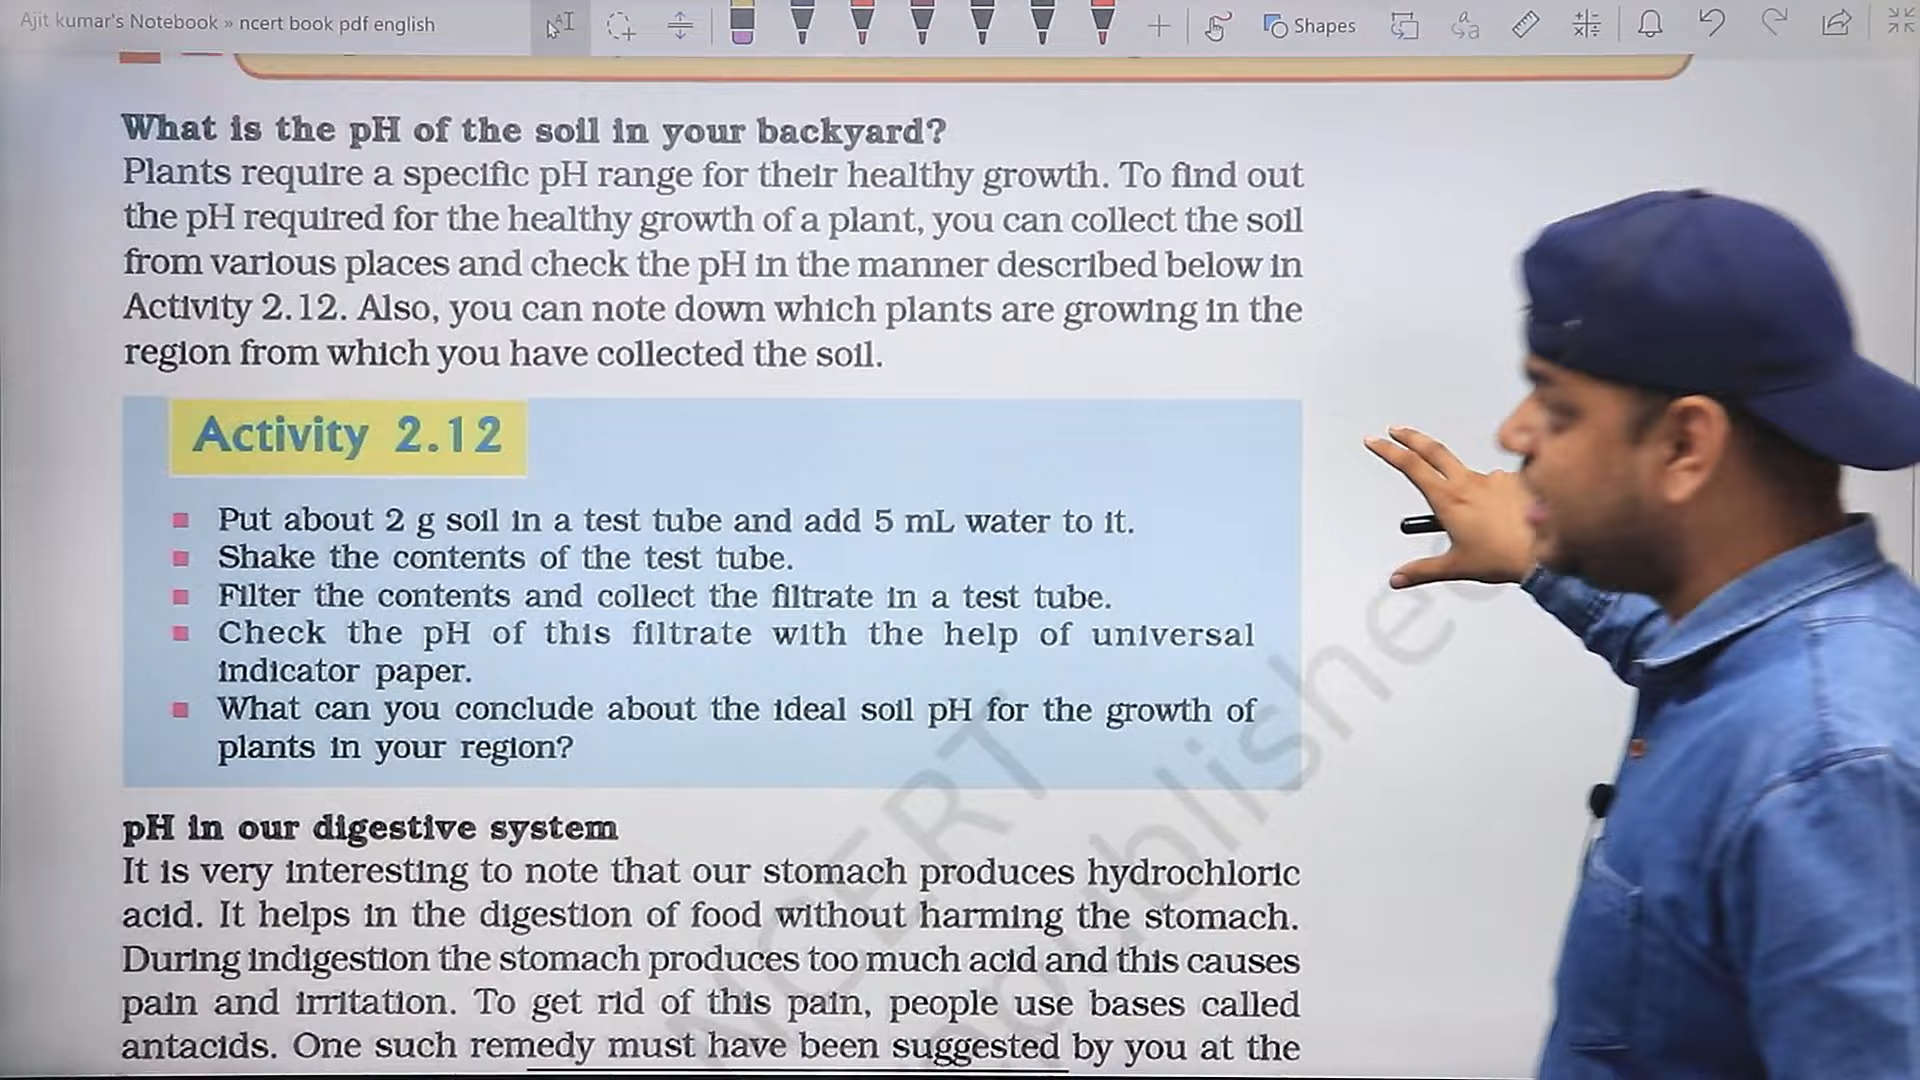 Ajit kumar's Notebook » ncert book pdf english
Shapes
What is the pH of the soil in your backyard?
Plants require a specific pH range for their healthy growth. To find out
the pH required for the healthy growth of a plant, you can collect the soil
from various places and check the pH in the manner described below in
Activity 2.12. Also, you can note down which plants are growing in the
region from which you have collected the soil.
Activity 2.12
Put about 2 g soil in a test tube and add 5 mL water to it.
Shake the contents of the test tube.
Filter the contents and collect the filtrate in a test tube.
Check the pH of this filtrate with the help of universal
indicator paper.
What can you conclude about the ideal soil pH for the growth of
plants in your region?
pH in our digestive system
It is very interesting to note that our stomach produces hydrochloric
acid. It helps in the digestion of food without harming the stomach.
During indigestion the stomach produces too much acid and this causes
pain and irritation. To get rid of this pain, people use bases called
antacids. One such remedy must have been suggested by you at the
NCERT